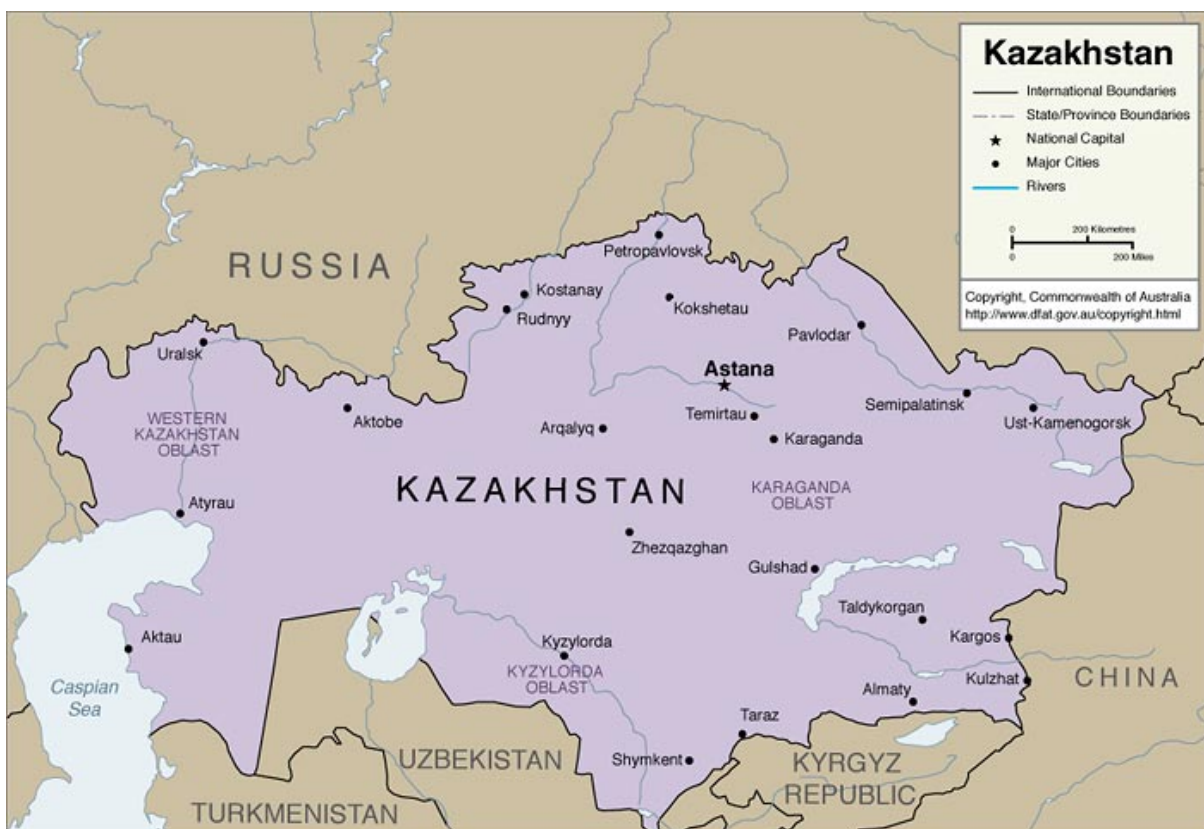 Kazakhstan
International Boundaries
State/Province Boundaries
National Capital
Major Cities
Rivers
0 200 Kilometres
0 200 Miles
Copyright, Commonwealth of Australia
http://www.dfat.gov.au/copyright.html
RUSSIA
Petropavlovsk
Kostanay
Rudnyy
Kokshetau
Pavlodar
Uralsk
Astana
Aktobe
WESTERN
KAZAKHSTAN
OBLAST
Arqalyq
Temirtau
Karaganda
Semipalatinsk
Ust-Kamenogorsk
KAZAKHSTAN
KARAGANDA
OBLAST
Atyrau
Zhezqazghan
Gulshad
Taldykorgan
Kargos
Aktau
Kyzylorda
KYZYLORDA
OBLAST
Caspian
Sea
Kulzhat
CHINA
Almaty
Taraz
Shymkent
UZBEKISTAN
KYRGYZ
REPUBLIC
TURKMENISTAN